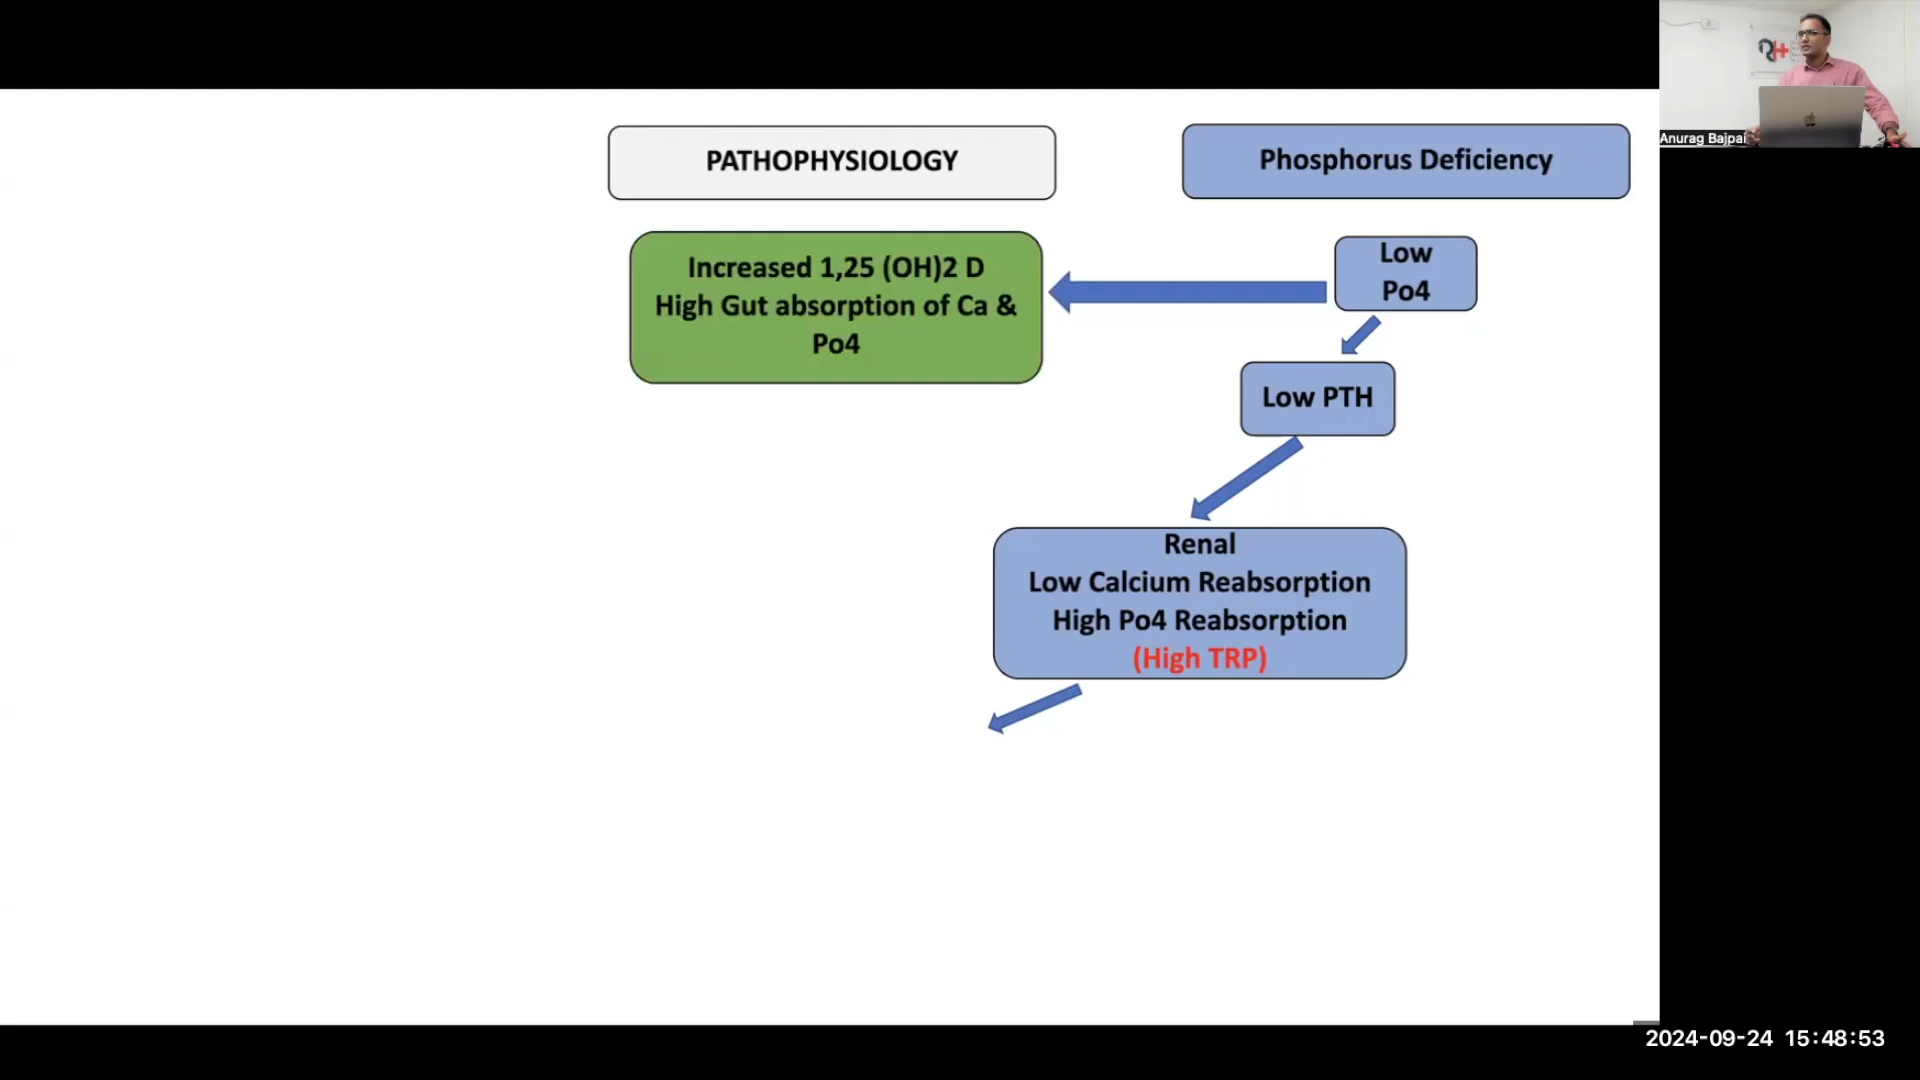 PATHOPHYSIOLOGY
Phosphorus Deficiency
Increased 1,25 (OH)2 D
High Gut absorption of Ca &
Po4
Low
Po4
Low PTH
Renal
Low Calcium Reabsorption
High Po4 Reabsorption
(High TRP)
Anurag Bajpai
2024-09-24 15:48:53